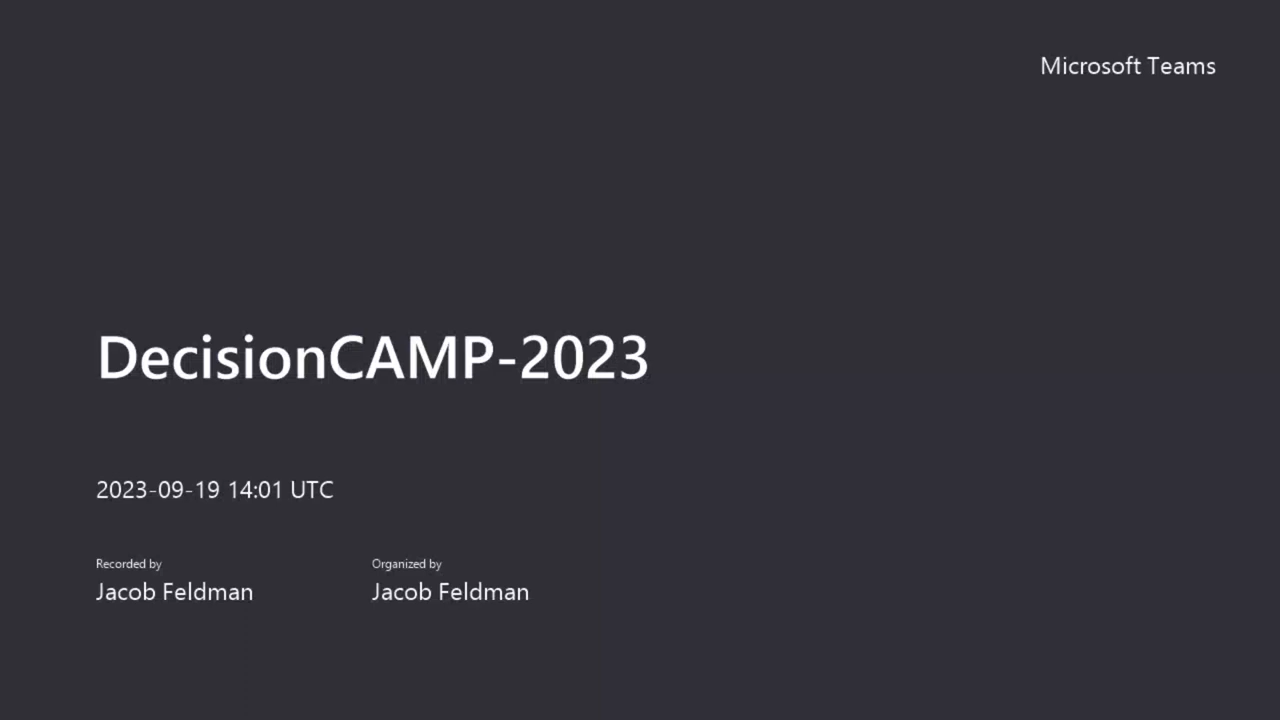 Microsoft Teams
DecisionCAMP-2023
2023-09-19 14:01 UTC
Recorded by
Jacob Feldman
Organized by
Jacob Feldman